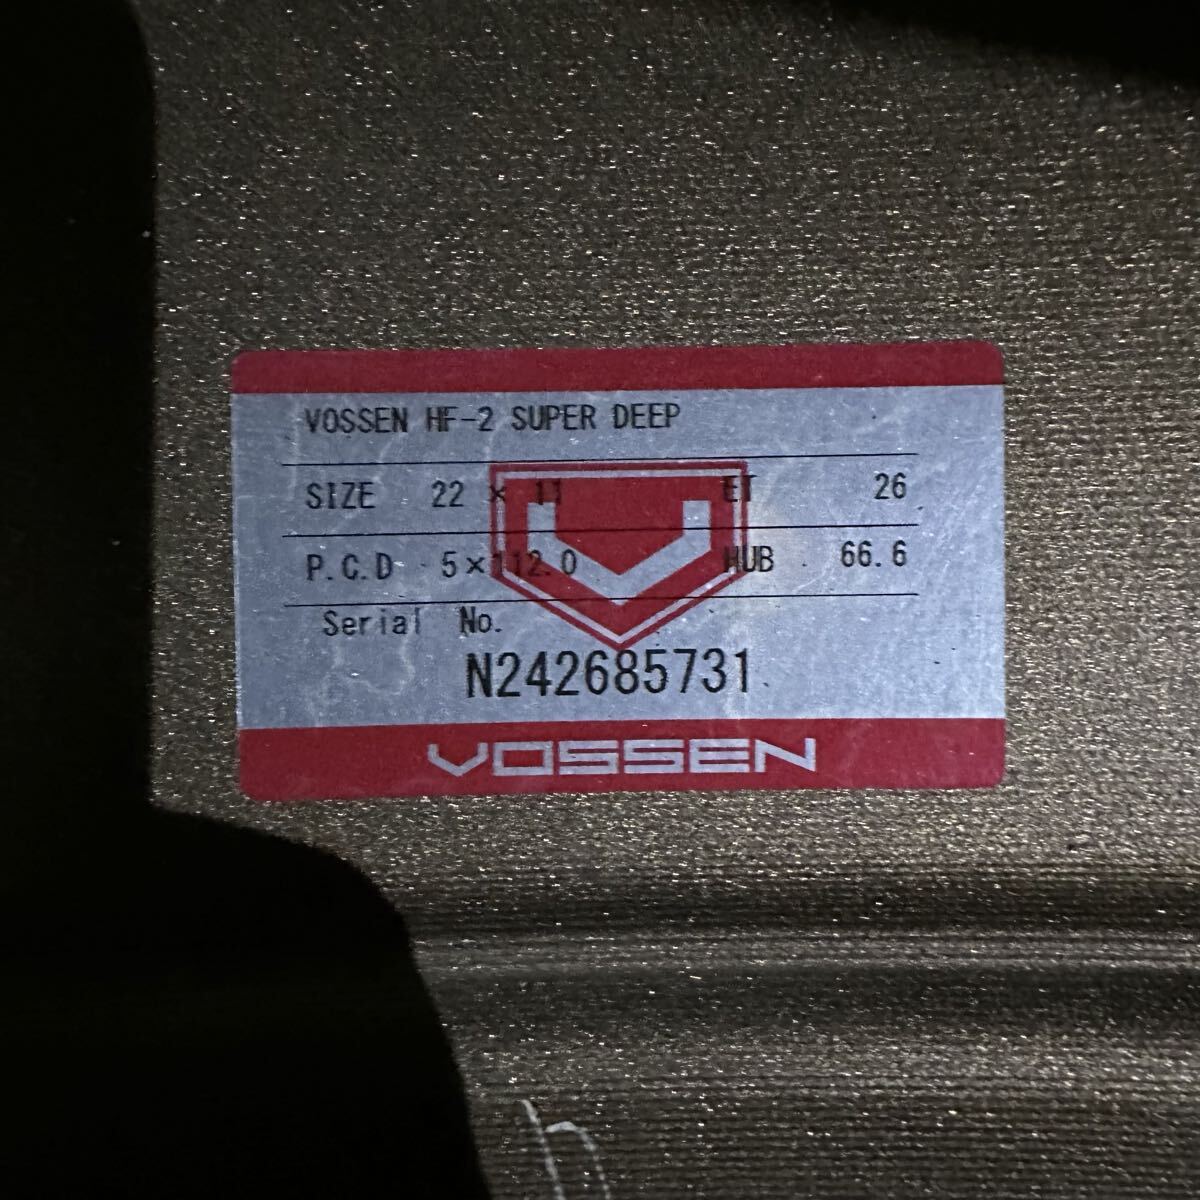 VOSSEN HF-2 SUPER DEEP
SIZE 22 × 11 ET 26
P.C.D 5×112.0 HUB 66.6
Serial No.
N242685731
VOSSEN